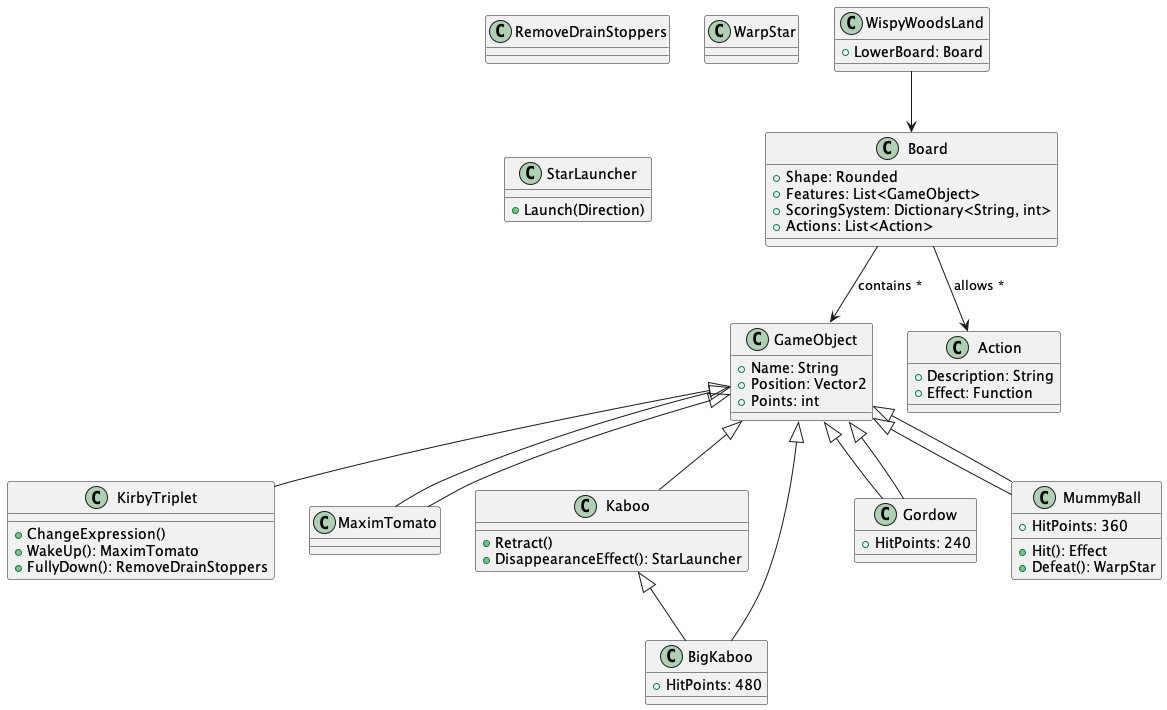 C RemoveDrainStoppers
C WarpStar
C WispyWoodsLand
LowerBoard: Board
C StarLauncher
Launch(Direction)
C Board
Shape: Rounded
Features: List<GameObject>
ScoringSystem: Dictionary<String, int>
Actions: List<Action>
contains *
allows *
C GameObject
Name: String
Position: Vector2
Points: int
C Action
Description: String
Effect: Function
C KirbyTriplet
ChangeExpression()
WakeUp(): MaximTomato
FullyDown(): RemoveDrainStoppers
C MaximTomato
C Kaboo
Retract()
DisappearanceEffect(): StarLauncher
C Gordow
HitPoints: 240
C MummyBall
HitPoints: 360
Hit(): Effect
Defeat(): WarpStar
C BigKaboo
HitPoints: 480